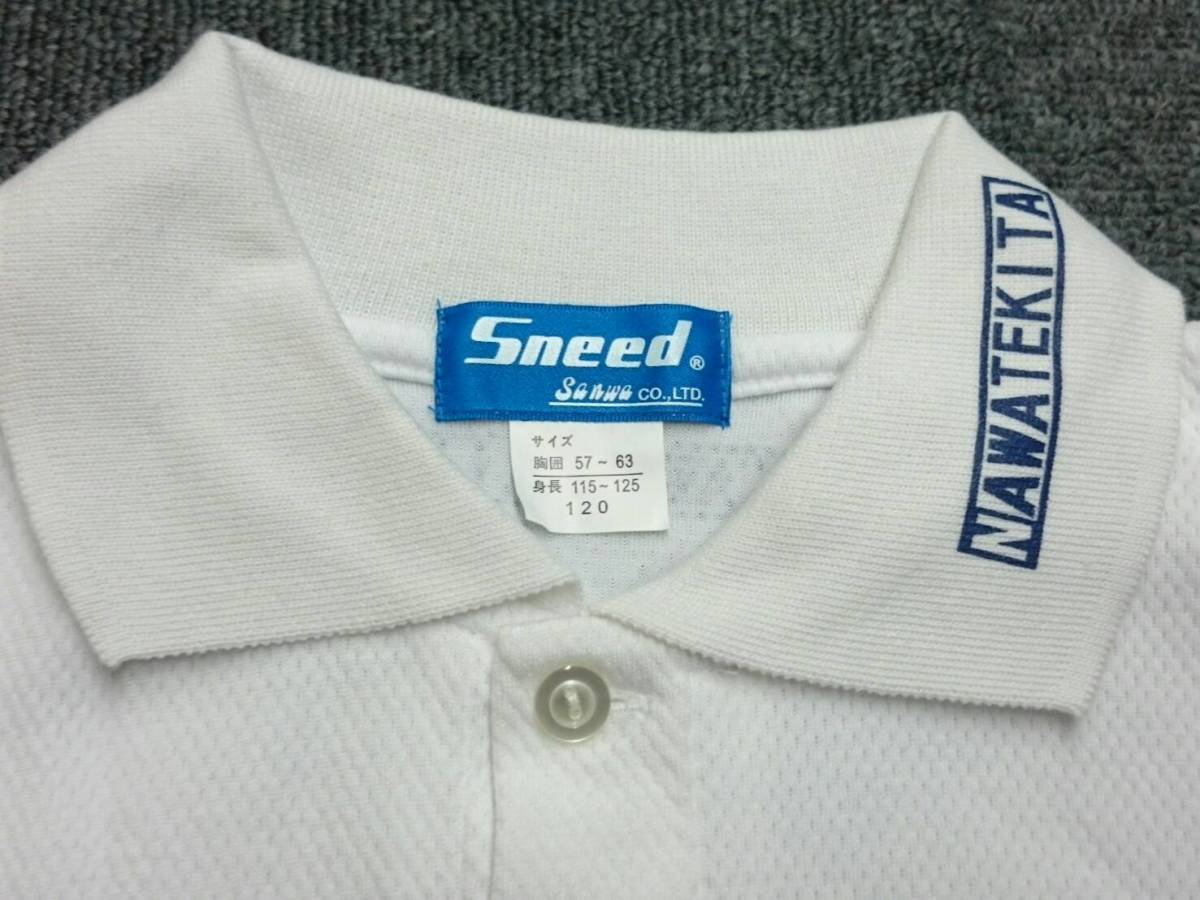 Sneed®
Sanwa CO.,LTD.
サイズ
胸囲 57~63
身長 115~125
120
NAWATEKITA